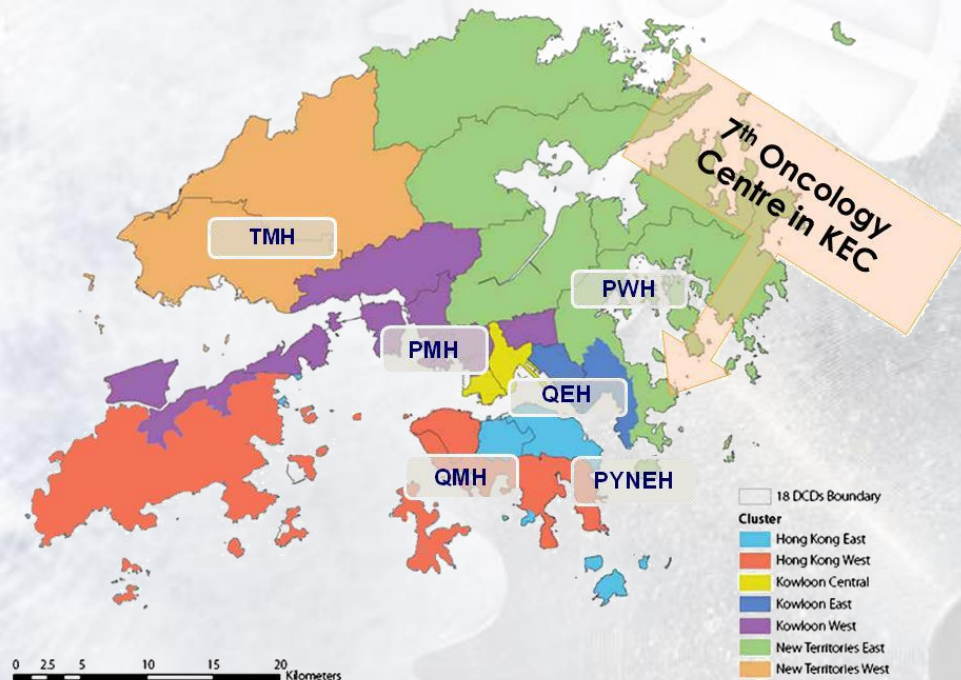 7th Oncology
Centre in KEC
TMH
PWH
PMH
QEH
QMH
PYNEH
18 DCDs Boundary
Cluster
Hong Kong East
Hong Kong West
Kowloon Central
Kowloon East
Kowloon West
New Territories East
New Territories West
0 2.5 5 10 15 20
Kilometers